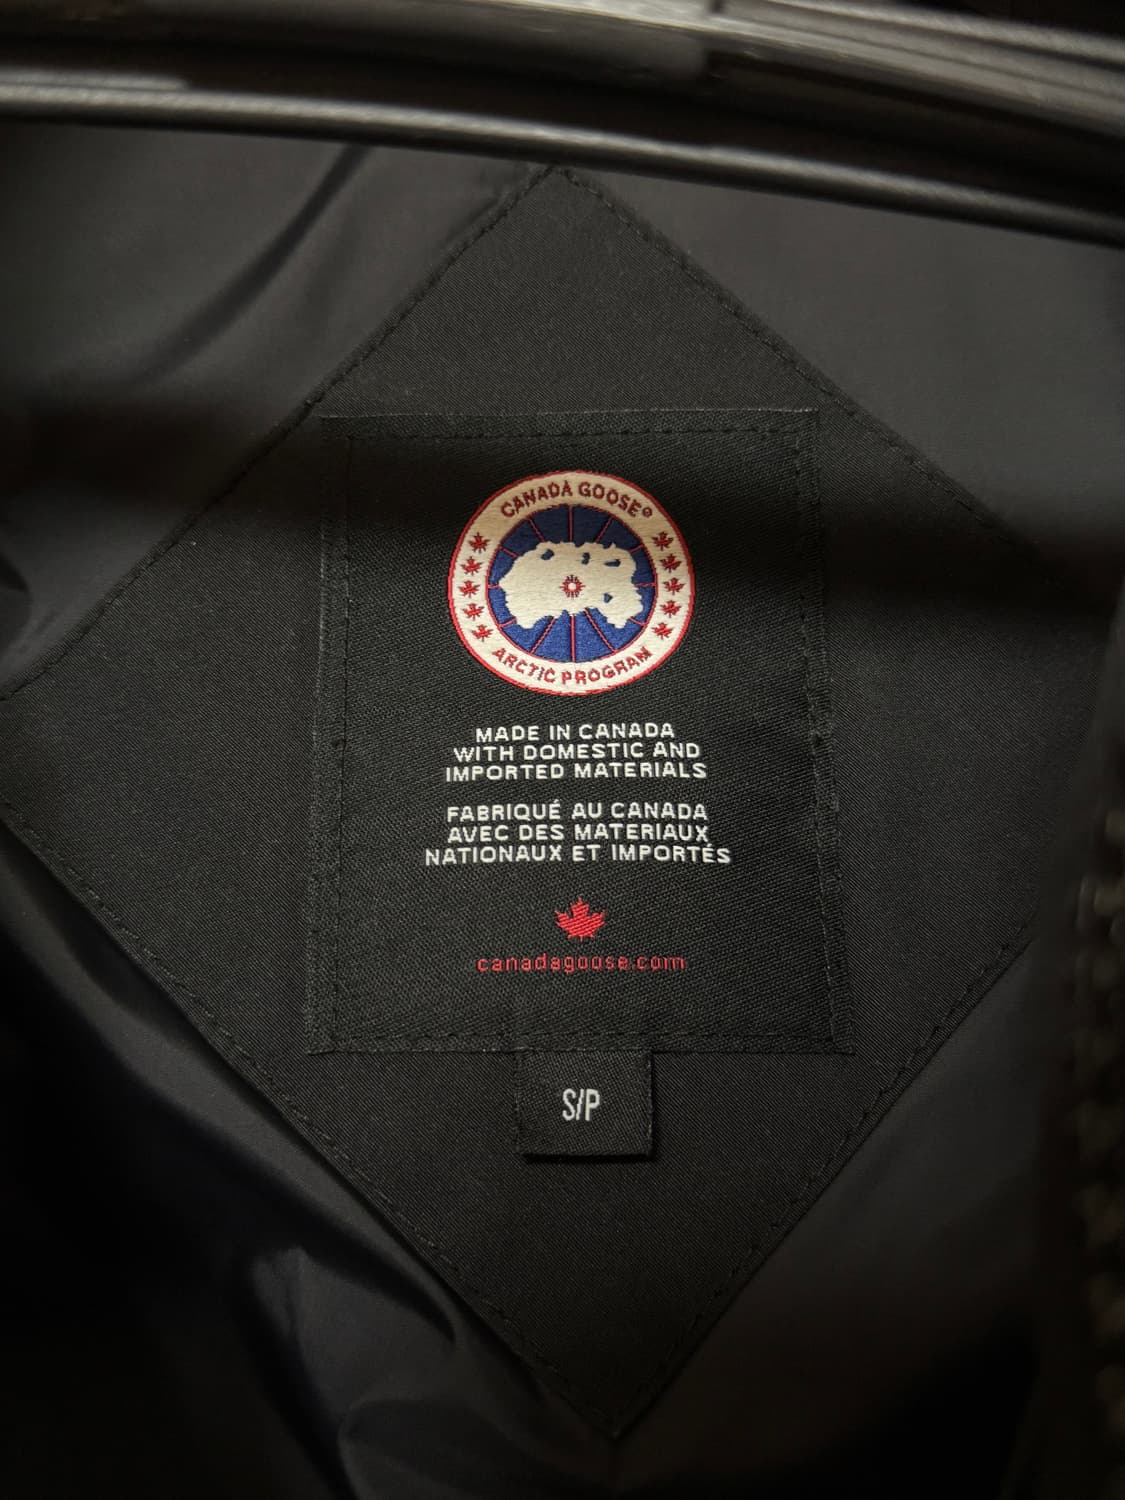 CANADA GOOSE®
ARCTIC PROGRAM
MADE IN CANADA
WITH DOMESTIC AND
IMPORTED MATERIALS
FABRIQUÉ AU CANADA
AVEC DES MATERIAUX
NATIONAUX ET IMPORTÉS
canadagoose.com
S/P